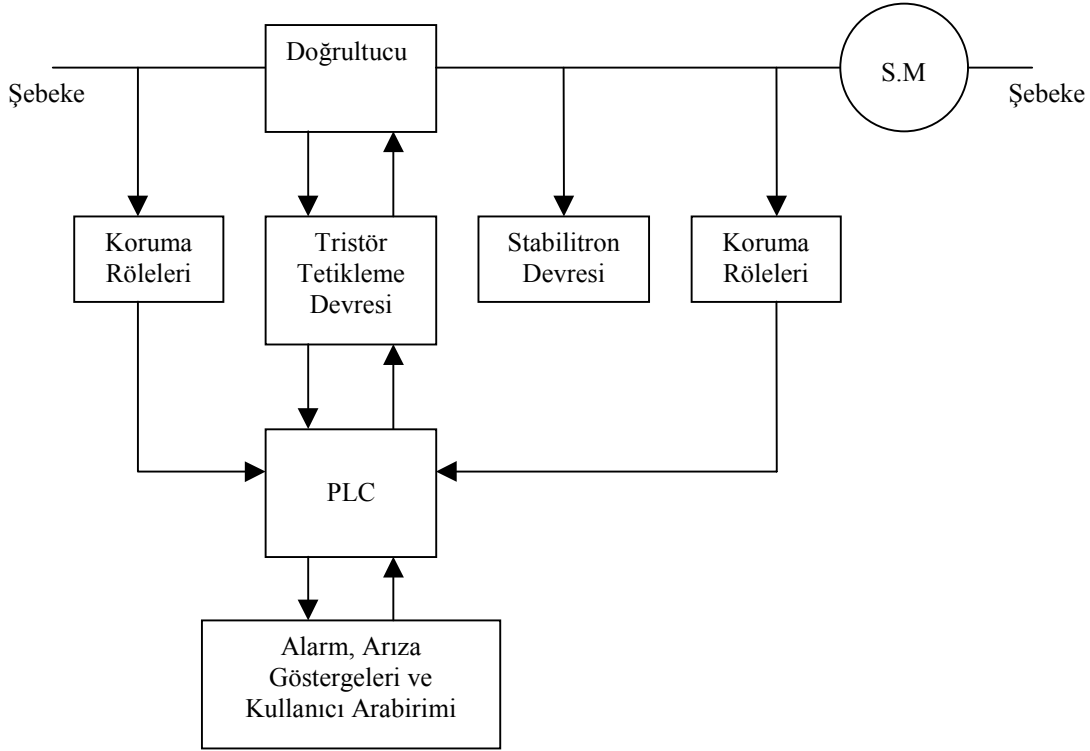 Doğrultucu
S.M
Şebeke
Şebeke
Koruma
Röleleri
Tristör
Tetikleme
Devresi
Stabilitron
Devresi
Koruma
Röleleri
PLC
Alarm, Arıza
Göstergeleri ve
Kullanıcı Arabirimi